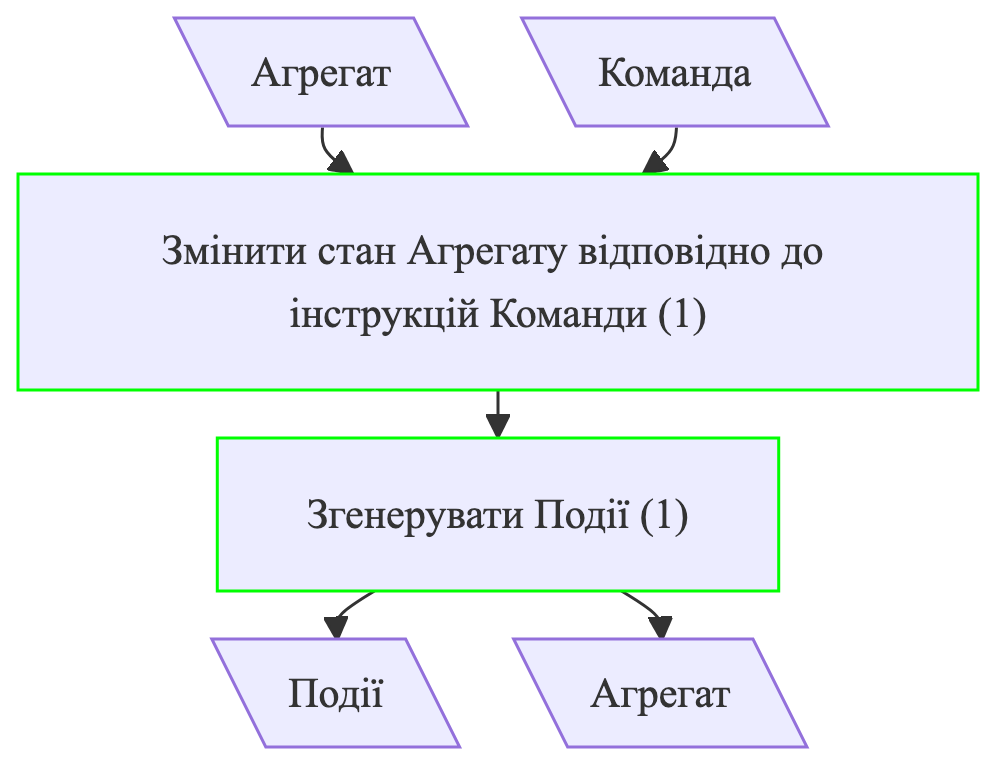 Агрегат
Команда
Змінити стан Агрегату відповідно до
інструкцій Команди (1)
Згенерувати Події (1)
Події
Агрегат